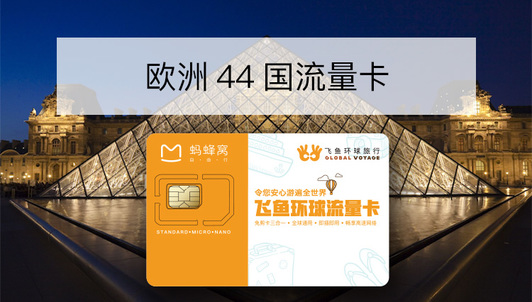 欧洲 44 国流量卡
蚂蜂窝
飞鱼环球旅行
GLOBAL VOYAGE
令您安心游遍全世界
飞鱼环球流量卡
STANDARD•MICRO•NANO